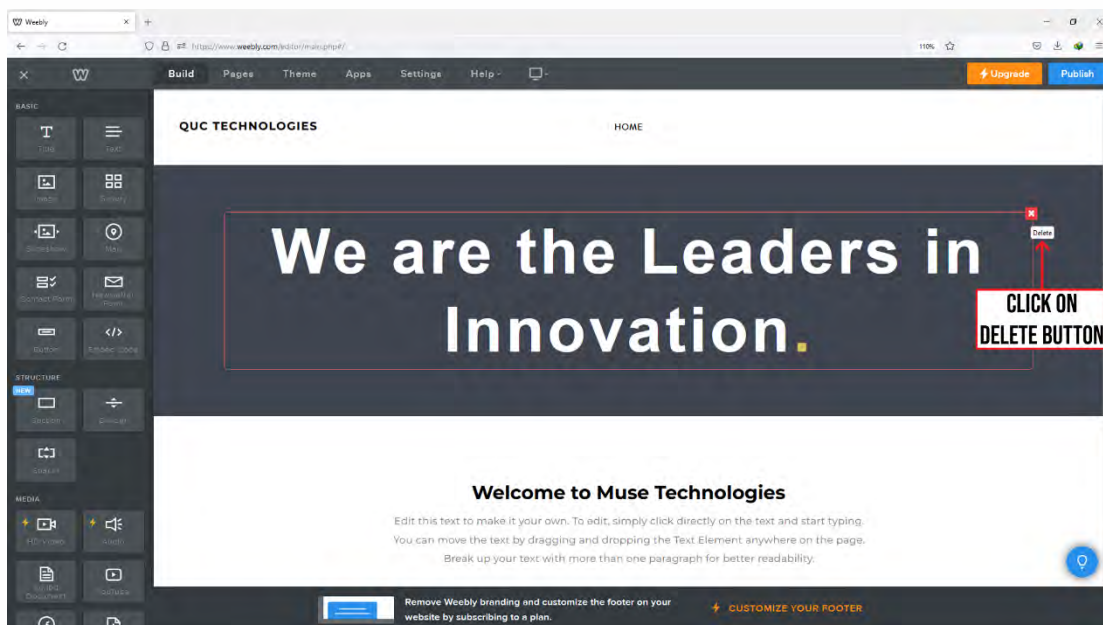 Weebly
https://www.weebly.com/editor/main.php#/
110%
Build Pages Theme Apps Settings Help
Upgrade
Publish
BASIC
Title Text
Image Gallery
Slideshow Map
Contact Form Newsletter Form
Button Embed Code
STRUCTURE
NEW
Section Divider
Spacer
MEDIA
HD Video Audio
Document YouTube
QUC TECHNOLOGIES
HOME
We are the Leaders in
Innovation.
Delete
CLICK ON
DELETE BUTTON
Welcome to Muse Technologies
Edit this text to make it your own. To edit, simply click directly on the text and start typing.
You can move the text by dragging and dropping the Text Element anywhere on the page.
Break up your text with more than one paragraph for better readability.
Remove Weebly branding and customize the footer on your
website by subscribing to a plan.
CUSTOMIZE YOUR FOOTER